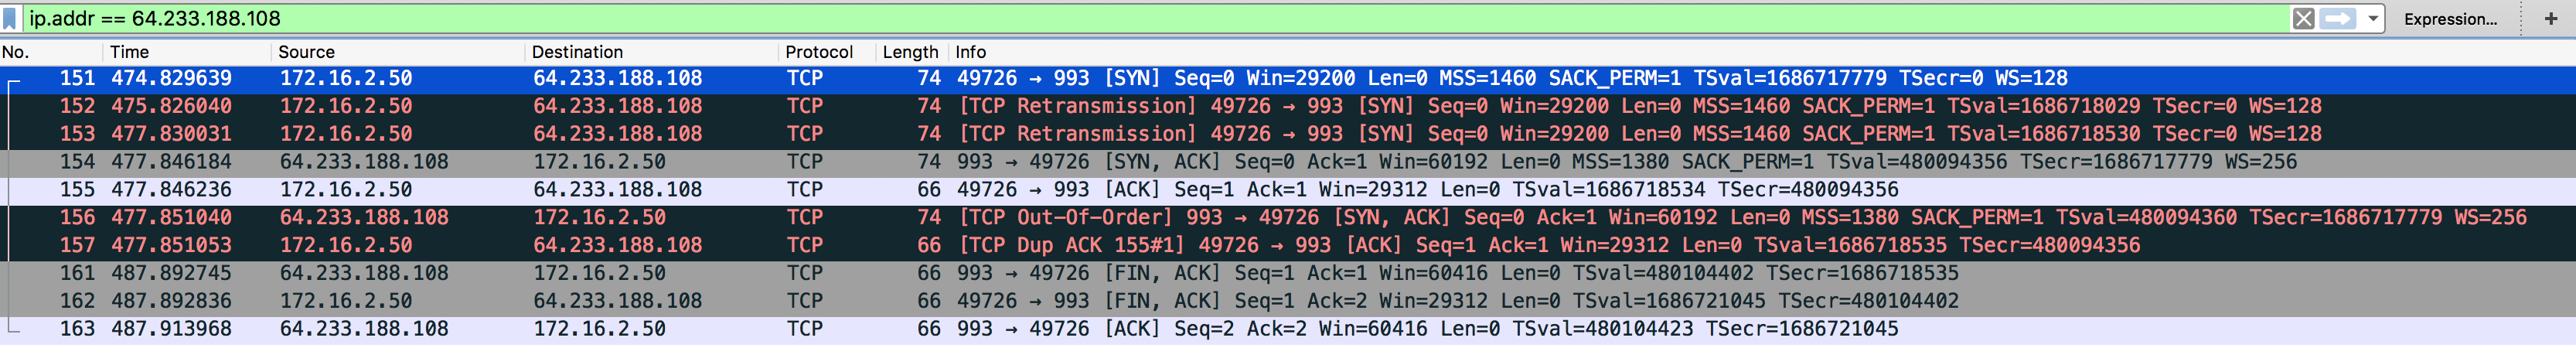 ip.addr == 64.233.188.108 Expression... +
No. Time Source Destination Protocol Length Info
151 474.829639 172.16.2.50 64.233.188.108 TCP 74 49726 → 993 [SYN] Seq=0 Win=29200 Len=0 MSS=1460 SACK_PERM=1 TSval=1686717779 TSecr=0 WS=128
152 475.826040 172.16.2.50 64.233.188.108 TCP 74 [TCP Retransmission] 49726 → 993 [SYN] Seq=0 Win=29200 Len=0 MSS=1460 SACK_PERM=1 TSval=1686718029 TSecr=0 WS=128
153 477.830031 172.16.2.50 64.233.188.108 TCP 74 [TCP Retransmission] 49726 → 993 [SYN] Seq=0 Win=29200 Len=0 MSS=1460 SACK_PERM=1 TSval=1686718530 TSecr=0 WS=128
154 477.846184 64.233.188.108 172.16.2.50 TCP 74 993 → 49726 [SYN, ACK] Seq=0 Ack=1 Win=60192 Len=0 MSS=1380 SACK_PERM=1 TSval=480094356 TSecr=1686717779 WS=256
155 477.846236 172.16.2.50 64.233.188.108 TCP 66 49726 → 993 [ACK] Seq=1 Ack=1 Win=29312 Len=0 TSval=1686718534 TSecr=480094356
156 477.851040 64.233.188.108 172.16.2.50 TCP 74 [TCP Out-Of-Order] 993 → 49726 [SYN, ACK] Seq=0 Ack=1 Win=60192 Len=0 MSS=1380 SACK_PERM=1 TSval=480094360 TSecr=1686717779 WS=256
157 477.851053 172.16.2.50 64.233.188.108 TCP 66 [TCP Dup ACK 155#1] 49726 → 993 [ACK] Seq=1 Ack=1 Win=29312 Len=0 TSval=1686718535 TSecr=480094356
161 487.892745 64.233.188.108 172.16.2.50 TCP 66 993 → 49726 [FIN, ACK] Seq=1 Ack=1 Win=60416 Len=0 TSval=480104402 TSecr=1686718535
162 487.892836 172.16.2.50 64.233.188.108 TCP 66 49726 → 993 [FIN, ACK] Seq=1 Ack=2 Win=29312 Len=0 TSval=1686721045 TSecr=480104402
163 487.913968 64.233.188.108 172.16.2.50 TCP 66 993 → 49726 [ACK] Seq=2 Ack=2 Win=60416 Len=0 TSval=480104423 TSecr=1686721045